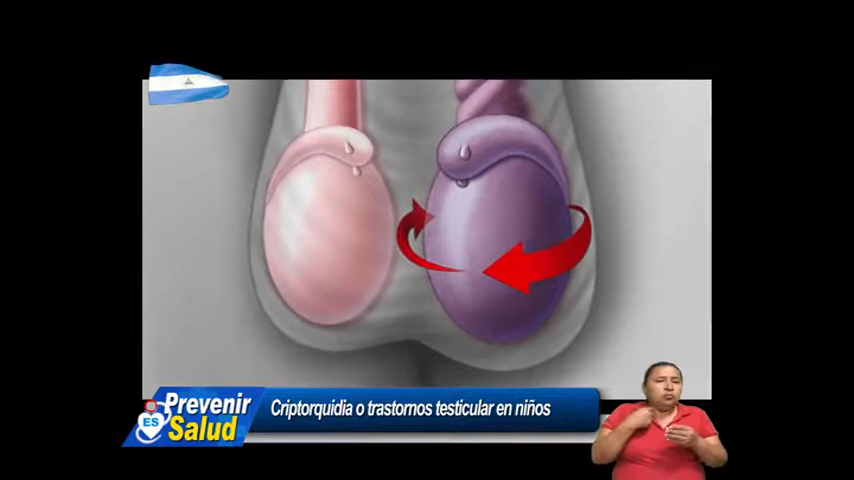 Prevenir
ES
Salud
Criptorquidia o trastornos testicular en niños